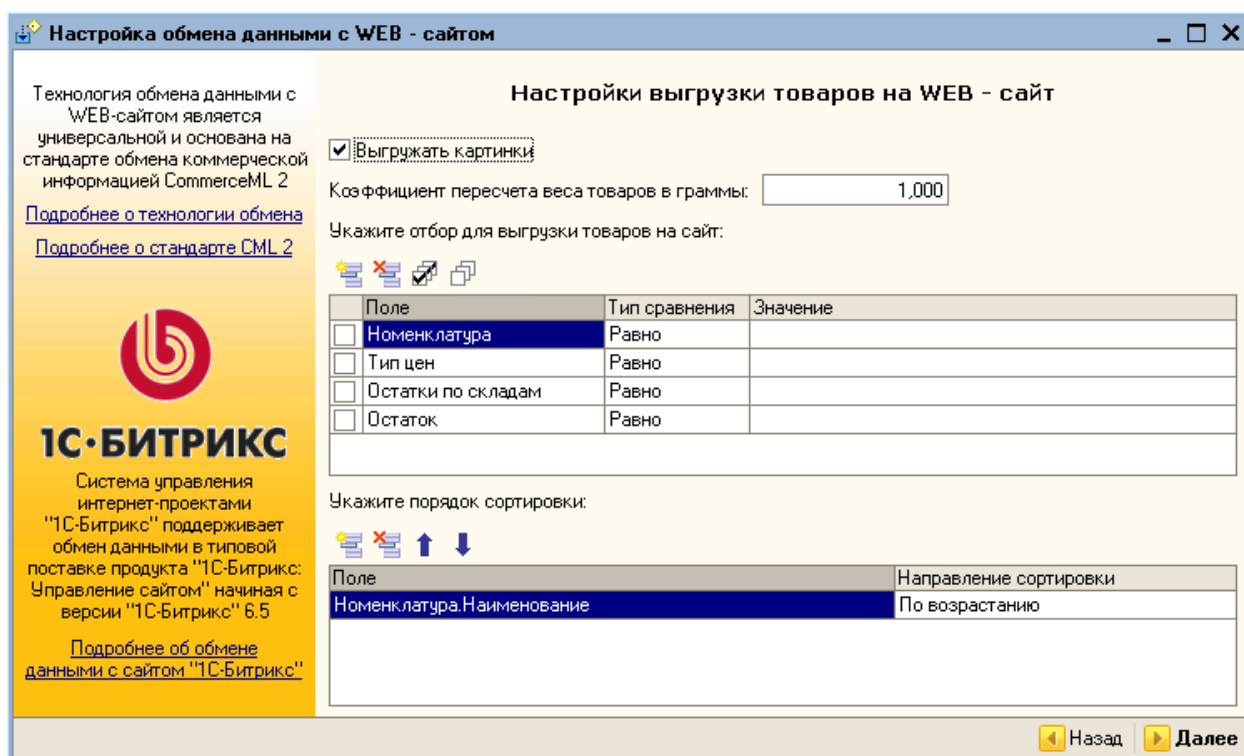 Настройка обмена данными с WEB - сайтом
Технология обмена данными с
WEB-сайтом является
универсальной и основана на
стандарте обмена коммерческой
информацией CommerceML 2
Подробнее о технологии обмена
Подробнее о стандарте CML 2
1С·БИТРИКС
Система управления
интернет-проектами
"1С-Битрикс" поддерживает
обмен данными в типовой
поставке продукта "1С-Битрикс:
Управление сайтом" начиная с
версии "1С-Битрикс" 6.5
Подробнее об обмене
данными с сайтом "1С-Битрикс"
Настройки выгрузки товаров на WEB - сайт
Выгружать картинки
Коэффициент пересчета веса товаров в граммы: 1,000
Укажите отбор для выгрузки товаров на сайт:
Поле Тип сравнения Значение
Номенклатура Равно
Тип цен Равно
Остатки по складам Равно
Остаток Равно
Укажите порядок сортировки:
Поле Направление сортировки
Номенклатура.Наименование По возрастанию
Назад Далее